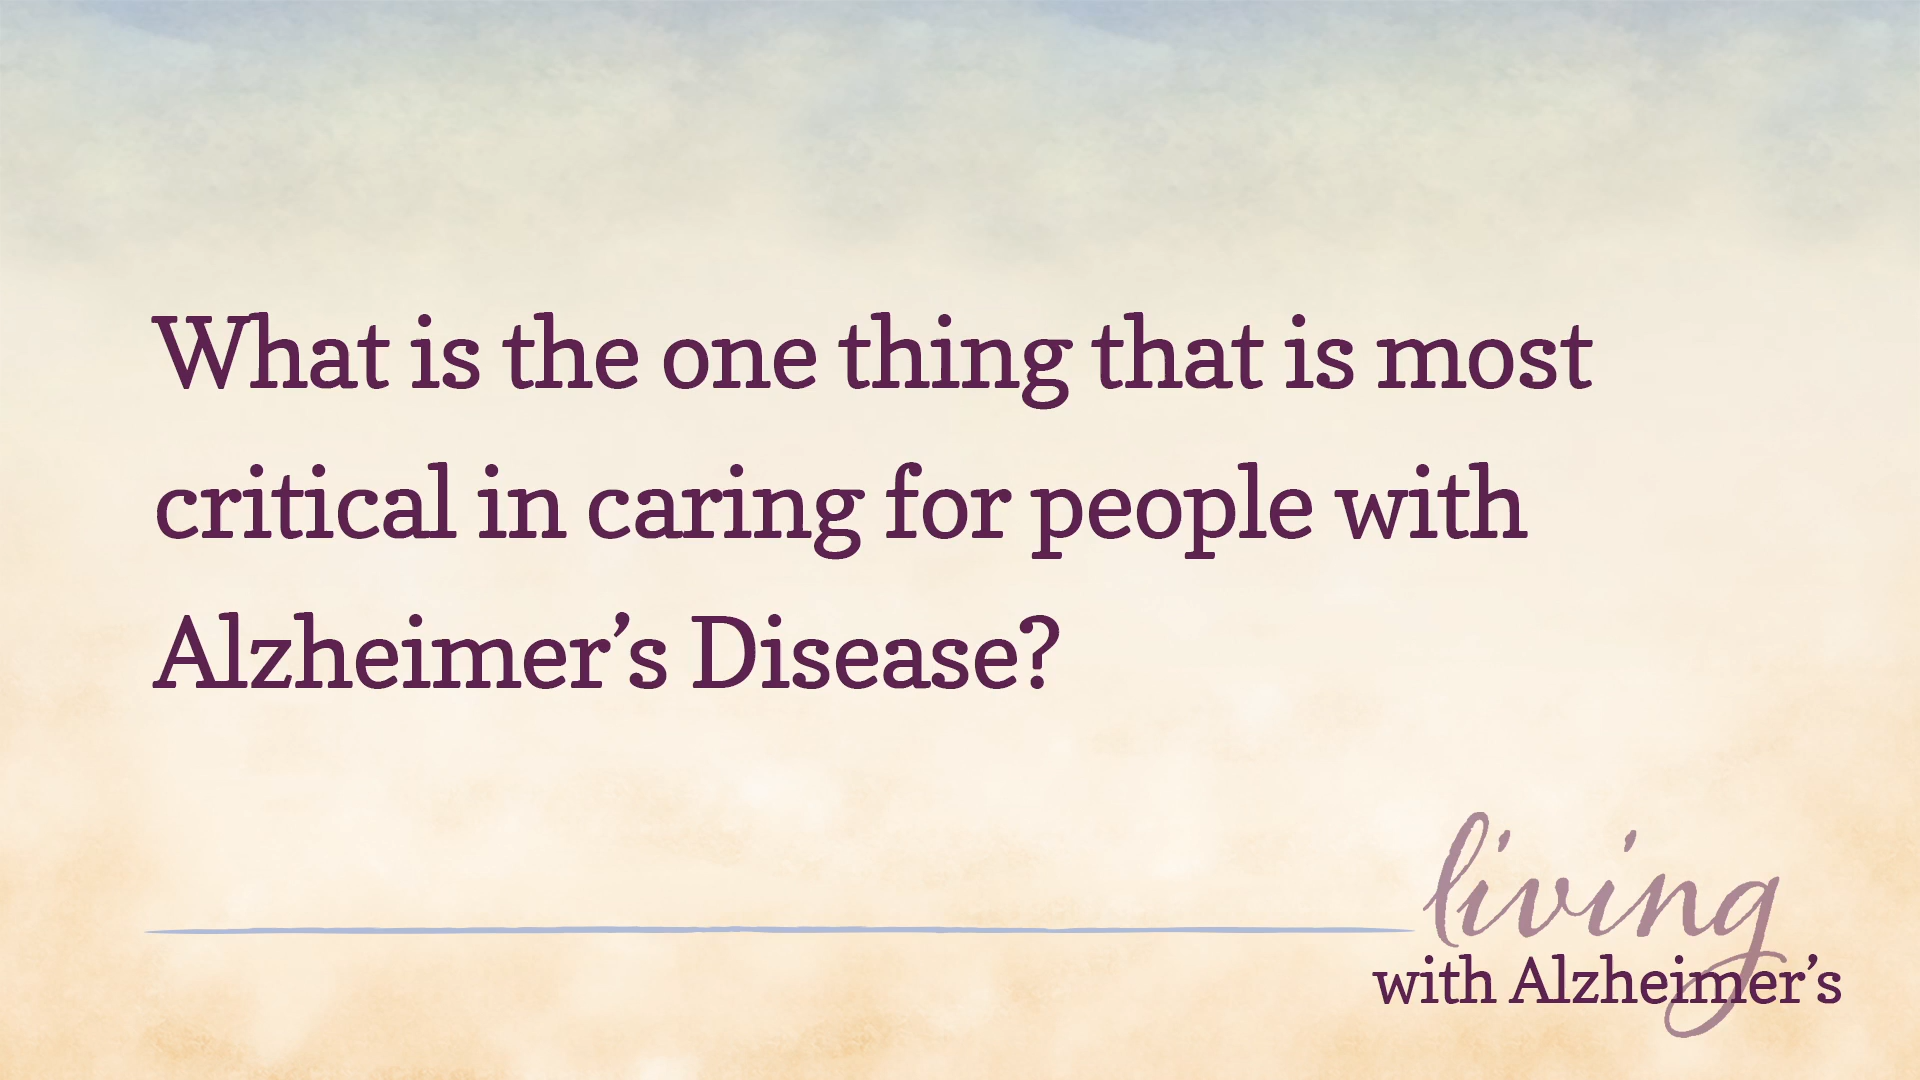 What is the one thing that is most
critical in caring for people with
Alzheimer’s Disease?
living
with Alzheimer’s